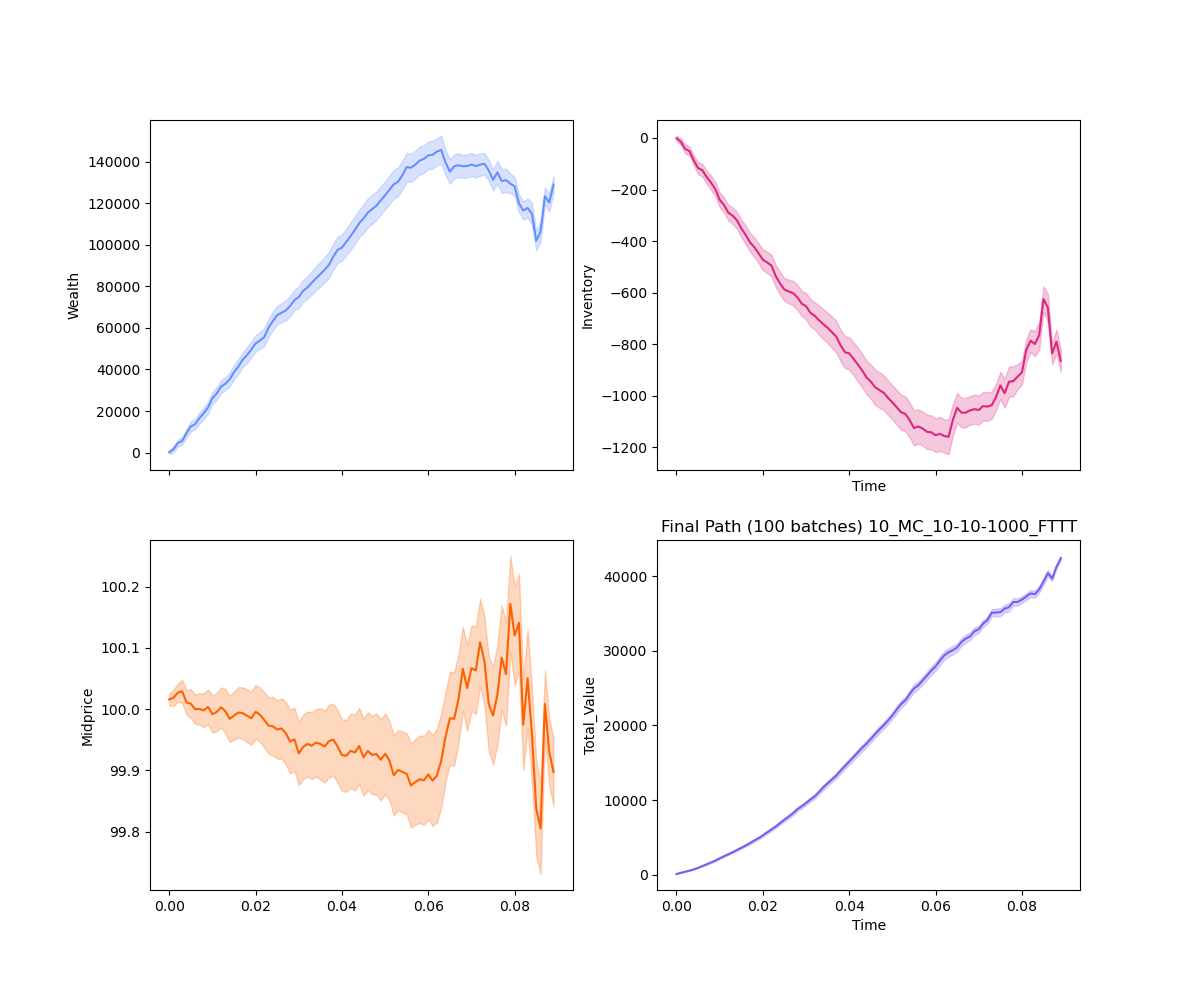 140000
120000
100000
80000
60000
40000
20000
0
Wealth
0
−200
−400
−600
−800
−1000
−1200
Inventory
Time
100.2
100.1
100.0
99.9
99.8
Midprice
0.00 0.02 0.04 0.06 0.08
Final Path (100 batches) 10_MC_10-10-1000_FTTT
40000
30000
20000
10000
0
Total_Value
0.00 0.02 0.04 0.06 0.08
Time